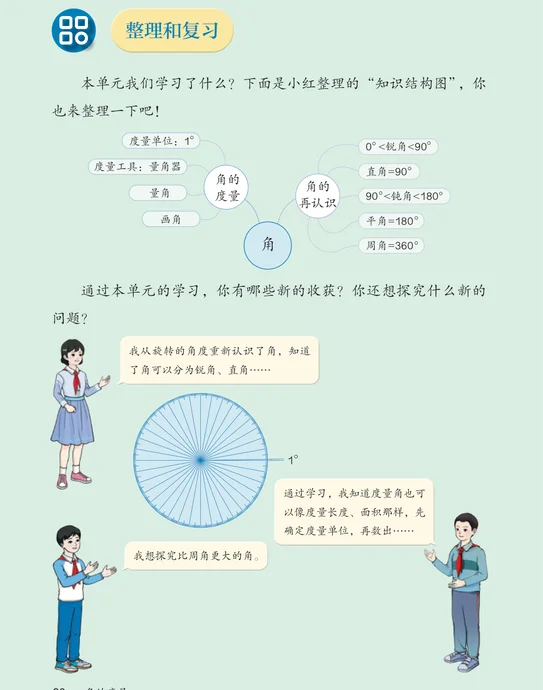 整理和复习
本单元我们学习了什么？下面是小红整理的“知识结构图”，你
也来整理一下吧！
度量单位：1°
度量工具：量角器
量角
画角
角的
度量
角
角的
再认识
0°<锐角<90°
直角=90°
90°<钝角<180°
平角=180°
周角=360°
通过本单元的学习，你有哪些新的收获？你还想探究什么新的
问题？
我从旋转的角度重新认识了角，知道
了角可以分为锐角、直角……
1°
通过学习，我知道度量角也可
以像度量长度、面积那样，先
确定度量单位，再数出……
我想探究比周角更大的角。